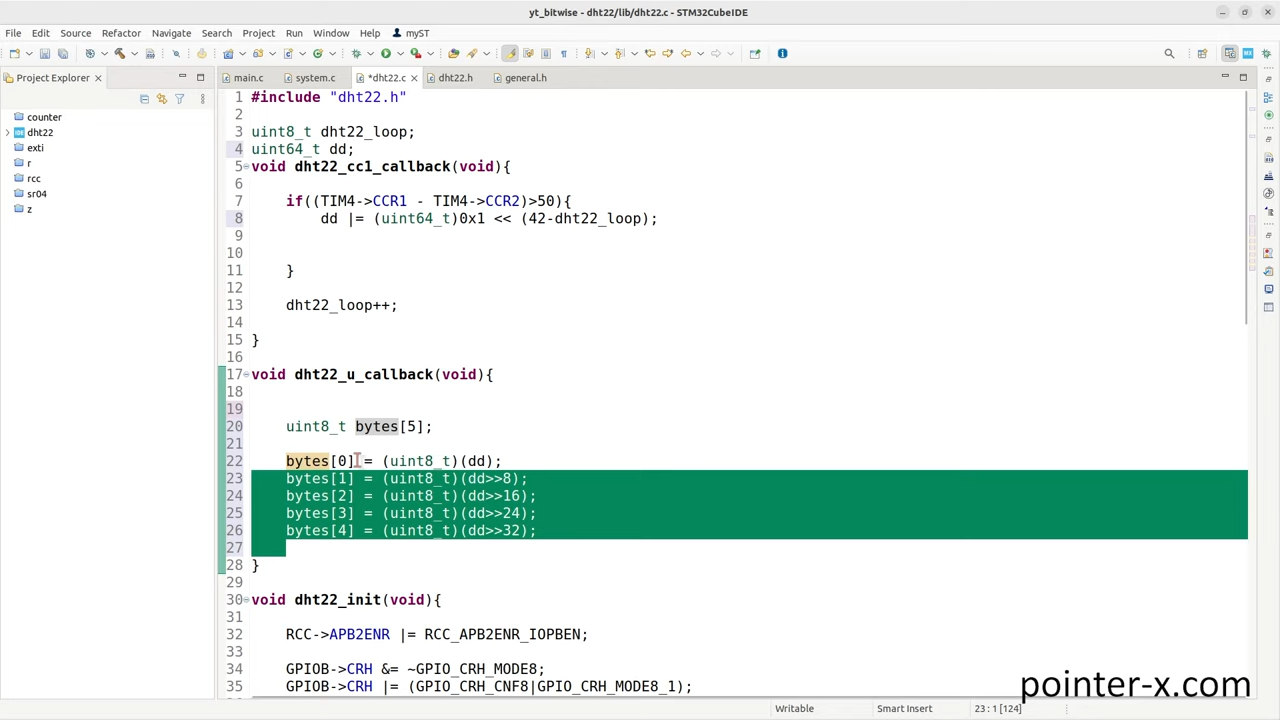 yt_bitwise - dht22/lib/dht22.c - STM32CubeIDE
File Edit Source Refactor Navigate Search Project Run Window Help myST
Project Explorer
main.c system.c *dht22.c dht22.h general.h
counter
dht22
exti
r
rcc
sr04
z
1 #include "dht22.h"
2
3 uint8_t dht22_loop;
4 uint64_t dd;
5 void dht22_cc1_callback(void){
6
7 if((TIM4->CCR1 - TIM4->CCR2)>50){
8 dd |= (uint64_t)0x1 << (42-dht22_loop);
9
10
11 }
12
13 dht22_loop++;
14
15 }
16
17 void dht22_u_callback(void){
18
19
20 uint8_t bytes[5];
21
22 bytes[0] = (uint8_t)(dd);
23 bytes[1] = (uint8_t)(dd>>8);
24 bytes[2] = (uint8_t)(dd>>16);
25 bytes[3] = (uint8_t)(dd>>24);
26 bytes[4] = (uint8_t)(dd>>32);
27
28 }
29
30 void dht22_init(void){
31
32 RCC->APB2ENR |= RCC_APB2ENR_IOPBEN;
33
34 GPIOB->CRH &= ~GPIO_CRH_MODE8;
35 GPIOB->CRH |= (GPIO_CRH_CNF8|GPIO_CRH_MODE8_1);
pointer-x.com
Writable Smart Insert 23 : 1 [124]